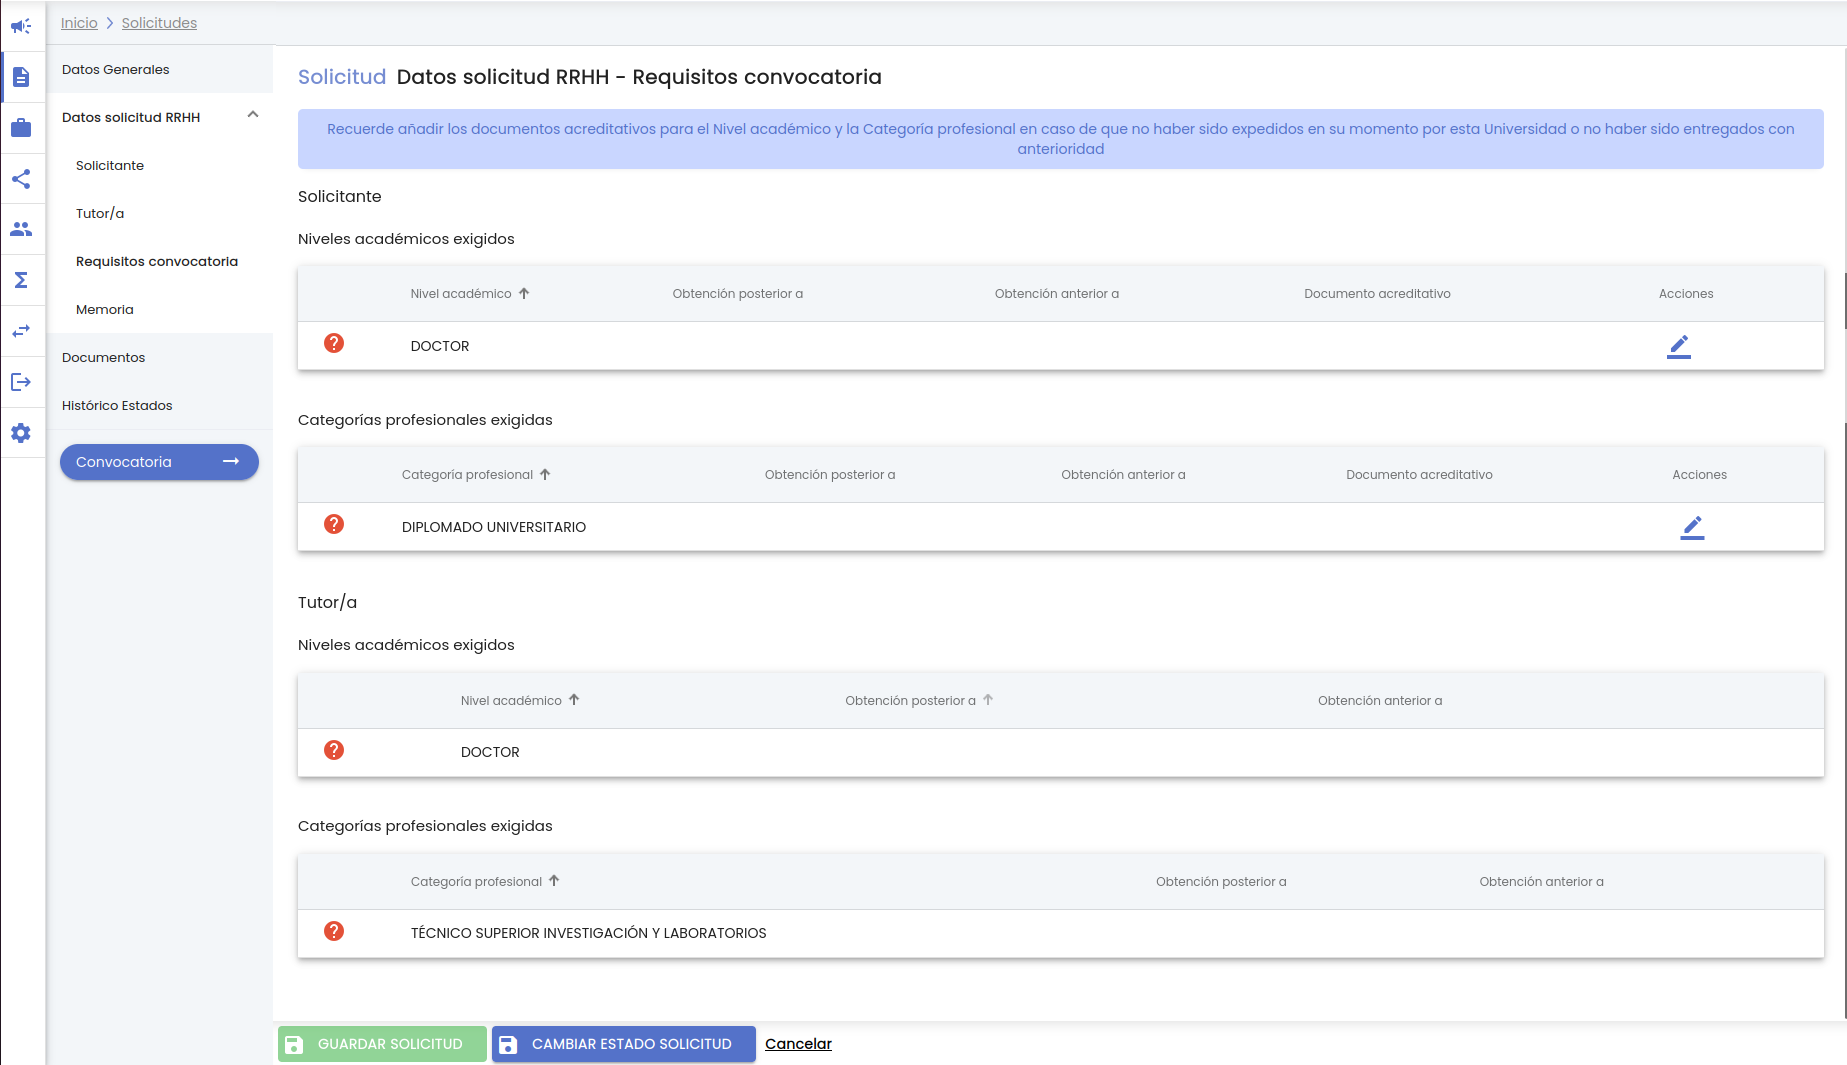 Inicio > Solicitudes
Datos Generales
Datos solicitud RRHH
Solicitante
Tutor/a
Requisitos convocatoria
Memoria
Documentos
Histórico Estados
Convocatoria
Solicitud Datos solicitud RRHH - Requisitos convocatoria
Recuerde añadir los documentos acreditativos para el Nivel académico y la Categoría profesional en caso de que no haber sido expedidos en su momento por esta Universidad o no haber sido entregados con
anterioridad
Solicitante
Niveles académicos exigidos
Nivel académico Obtención posterior a Obtención anterior a Documento acreditativo Acciones
? DOCTOR
Categorías profesionales exigidas
Categoría profesional Obtención posterior a Obtención anterior a Documento acreditativo Acciones
? DIPLOMADO UNIVERSITARIO
Tutor/a
Niveles académicos exigidos
Nivel académico Obtención posterior a Obtención anterior a
? DOCTOR
Categorías profesionales exigidas
Categoría profesional Obtención posterior a Obtención anterior a
? TÉCNICO SUPERIOR INVESTIGACIÓN Y LABORATORIOS
GUARDAR SOLICITUD CAMBIAR ESTADO SOLICITUD Cancelar